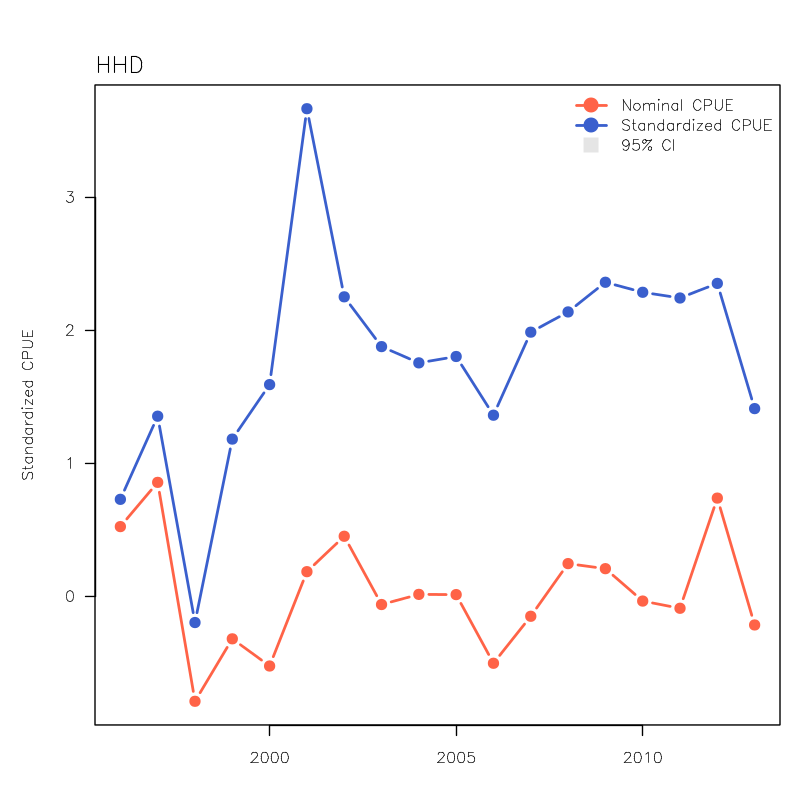 HHD
Nominal CPUE
Standardized CPUE
95% CI
3
2
1
0
Standardized CPUE
2000
2005
2010